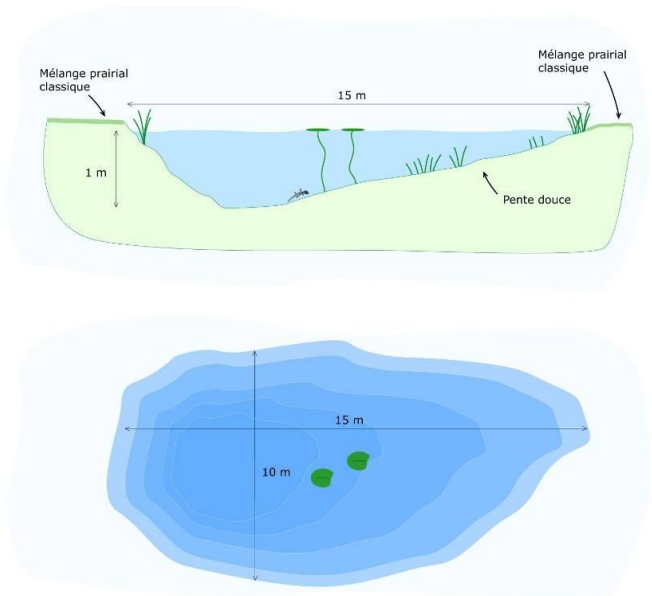 Mélange prairial
classique
15 m
Mélange prairial
classique
1 m
Pente douce
15 m
10 m